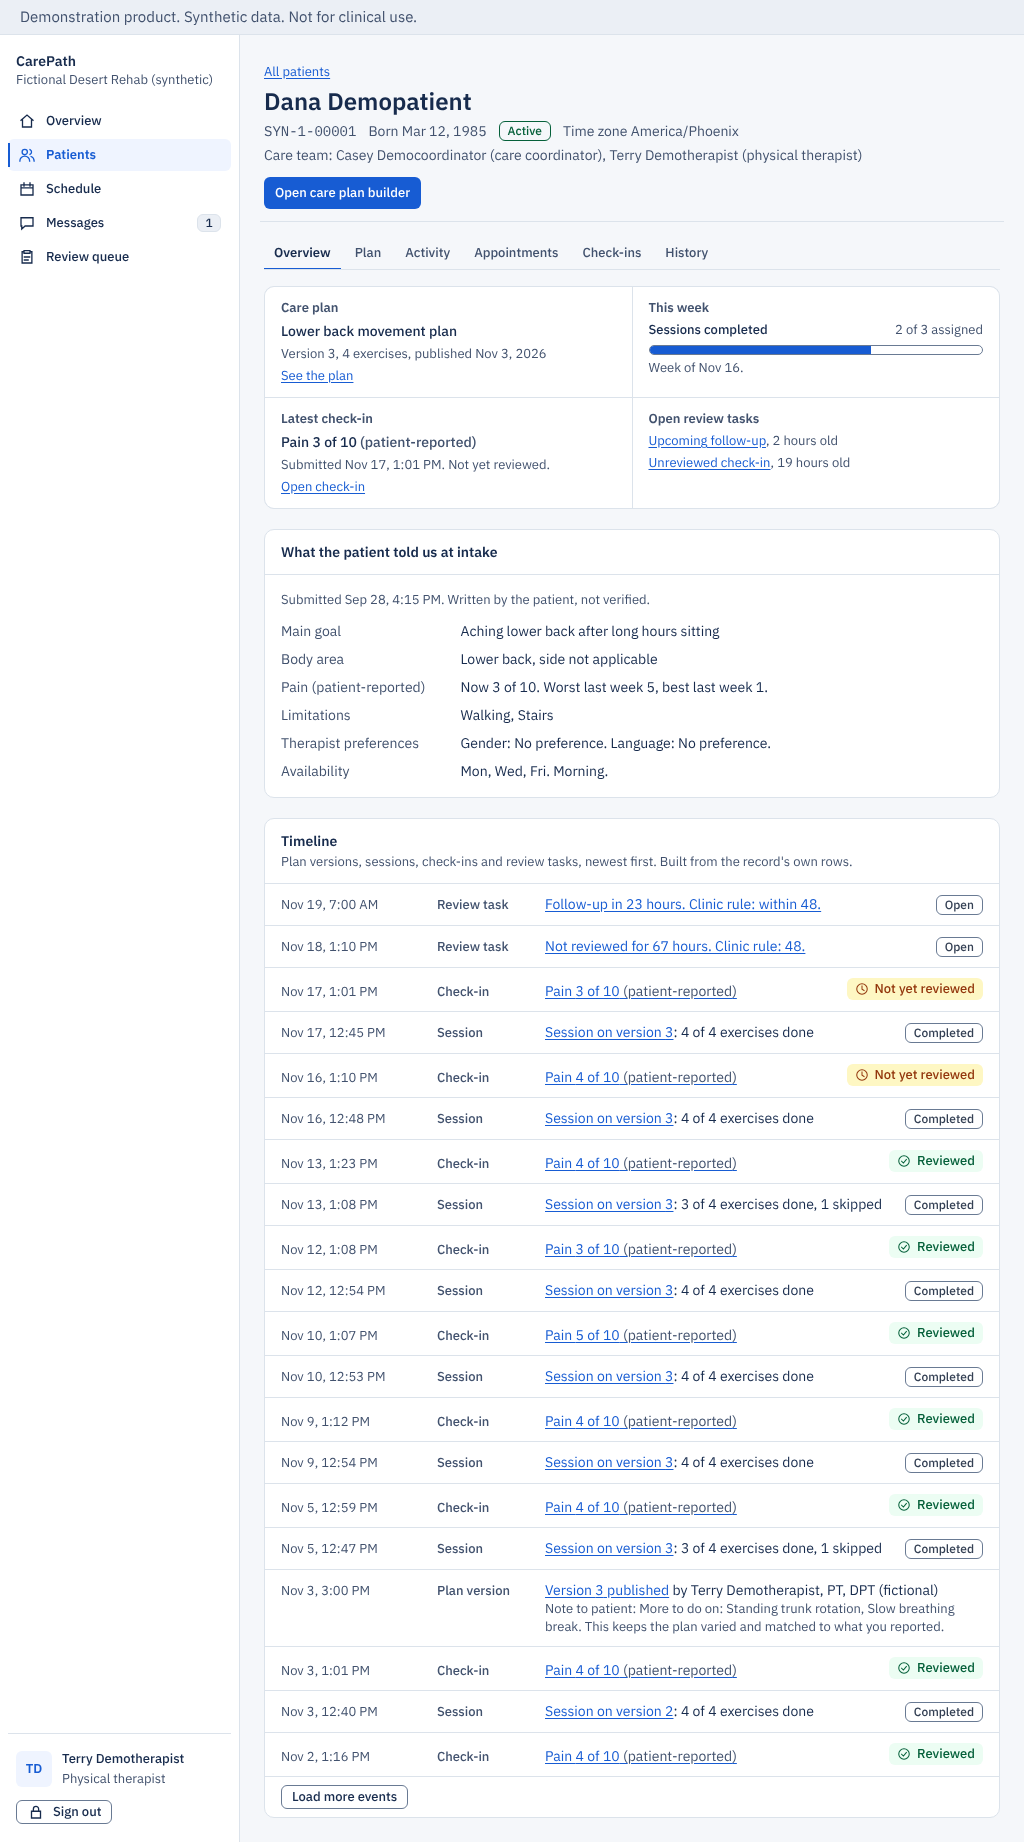 Demonstration product. Synthetic data. Not for clinical use.
CarePath
Fictional Desert Rehab (synthetic)
Overview
Patients
Schedule
Messages 1
Review queue
All patients
Dana Demopatient
SYN-1-00001 Born Mar 12, 1985 Active Time zone America/Phoenix
Care team: Casey Democoordinator (care coordinator), Terry Demotherapist (physical therapist)
Open care plan builder
Overview Plan Activity Appointments Check-ins History
Care plan
Lower back movement plan
Version 3, 4 exercises, published Nov 3, 2026
See the plan
This week
Sessions completed 2 of 3 assigned
Week of Nov 16.
Latest check-in
Pain 3 of 10 (patient-reported)
Submitted Nov 17, 1:01 PM. Not yet reviewed.
Open check-in
Open review tasks
Upcoming follow-up, 2 hours old
Unreviewed check-in, 19 hours old
What the patient told us at intake
Submitted Sep 28, 4:15 PM. Written by the patient, not verified.
Main goal Aching lower back after long hours sitting
Body area Lower back, side not applicable
Pain (patient-reported) Now 3 of 10. Worst last week 5, best last week 1.
Limitations Walking, Stairs
Therapist preferences Gender: No preference. Language: No preference.
Availability Mon, Wed, Fri. Morning.
Timeline
Plan versions, sessions, check-ins and review tasks, newest first. Built from the record's own rows.
Nov 19, 7:00 AM Review task Follow-up in 23 hours. Clinic rule: within 48. Open
Nov 18, 1:10 PM Review task Not reviewed for 67 hours. Clinic rule: 48. Open
Nov 17, 1:01 PM Check-in Pain 3 of 10 (patient-reported) Not yet reviewed
Nov 17, 12:45 PM Session Session on version 3: 4 of 4 exercises done Completed
Nov 16, 1:10 PM Check-in Pain 4 of 10 (patient-reported) Not yet reviewed
Nov 16, 12:48 PM Session Session on version 3: 4 of 4 exercises done Completed
Nov 13, 1:23 PM Check-in Pain 4 of 10 (patient-reported) Reviewed
Nov 13, 1:08 PM Session Session on version 3: 3 of 4 exercises done, 1 skipped Completed
Nov 12, 1:08 PM Check-in Pain 3 of 10 (patient-reported) Reviewed
Nov 12, 12:54 PM Session Session on version 3: 4 of 4 exercises done Completed
Nov 10, 1:07 PM Check-in Pain 5 of 10 (patient-reported) Reviewed
Nov 10, 12:53 PM Session Session on version 3: 4 of 4 exercises done Completed
Nov 9, 1:12 PM Check-in Pain 4 of 10 (patient-reported) Reviewed
Nov 9, 12:54 PM Session Session on version 3: 4 of 4 exercises done Completed
Nov 5, 12:59 PM Check-in Pain 4 of 10 (patient-reported) Reviewed
Nov 5, 12:47 PM Session Session on version 3: 3 of 4 exercises done, 1 skipped Completed
Nov 3, 3:00 PM Plan version Version 3 published by Terry Demotherapist, PT, DPT (fictional)
Note to patient: More to do on: Standing trunk rotation, Slow breathing
break. This keeps the plan varied and matched to what you reported.
Nov 3, 1:01 PM Check-in Pain 4 of 10 (patient-reported) Reviewed
Nov 3, 12:40 PM Session Session on version 2: 4 of 4 exercises done Completed
Nov 2, 1:16 PM Check-in Pain 4 of 10 (patient-reported) Reviewed
Load more events
TD
Terry Demotherapist
Physical therapist
Sign out